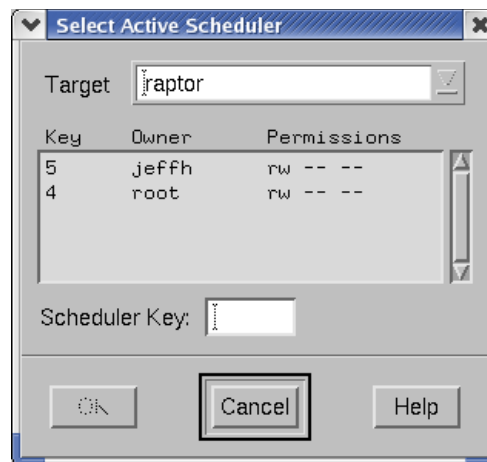 Select Active Scheduler
Target raptor
Key Owner Permissions
5 jeffh rw -- --
4 root rw -- --
Scheduler Key:
OK Cancel Help